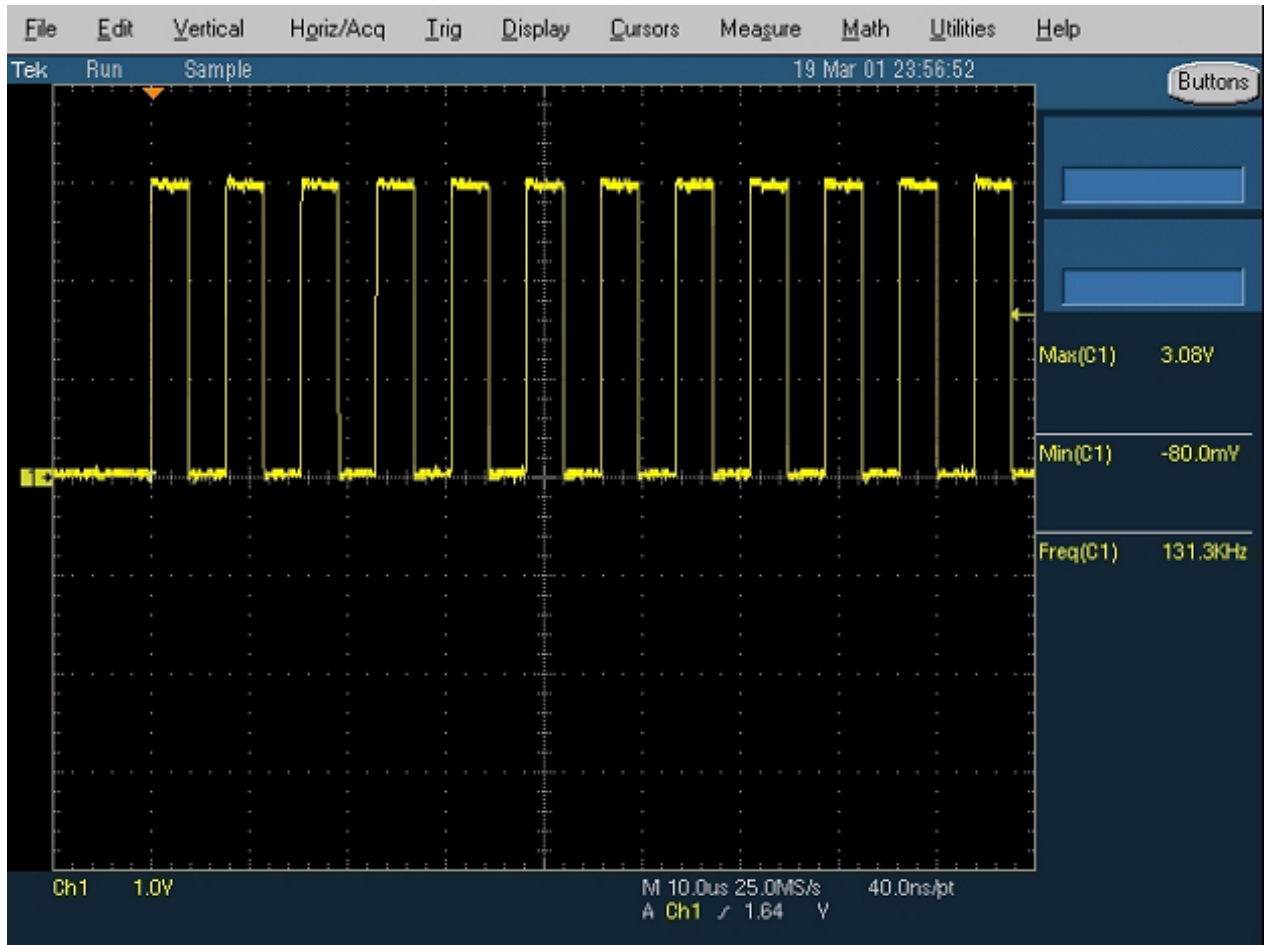 File Edit Vertical Horiz/Acq Trig Display Cursors Measure Math Utilities Help
Tek Run Sample 19 Mar 01 23:56:52
Buttons
Max(C1) 3.08V
1
Min(C1) -80.0mV
Freq(C1) 131.3KHz
Ch1 1.0V M 10.0us 25.0MS/s 40.0ns/pt
A Ch1 1.64 V